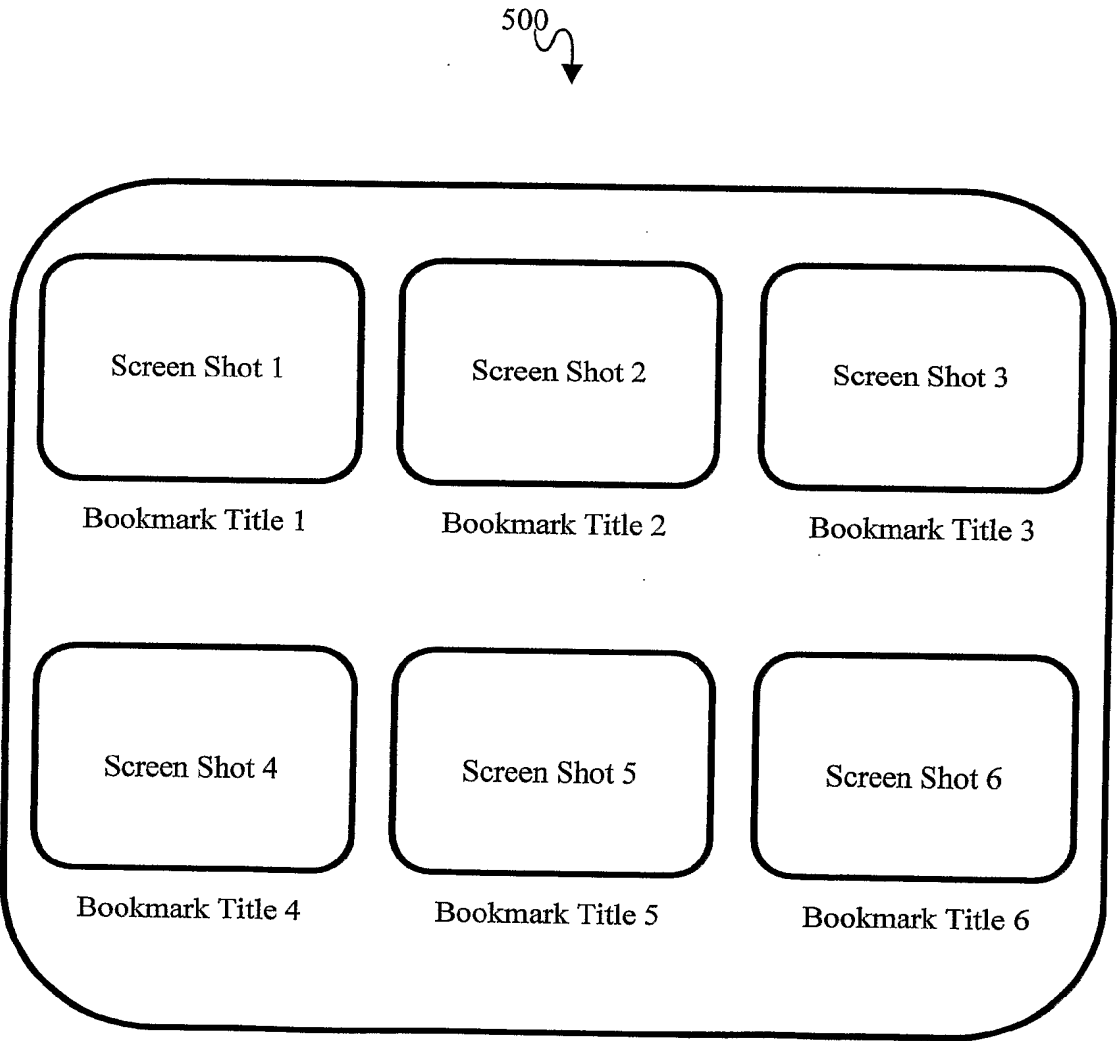 500
Screen Shot 1
Screen Shot 2
Screen Shot 3
Bookmark Title 1
Bookmark Title 2
Bookmark Title 3
Screen Shot 4
Screen Shot 5
Screen Shot 6
Bookmark Title 4
Bookmark Title 5
Bookmark Title 6